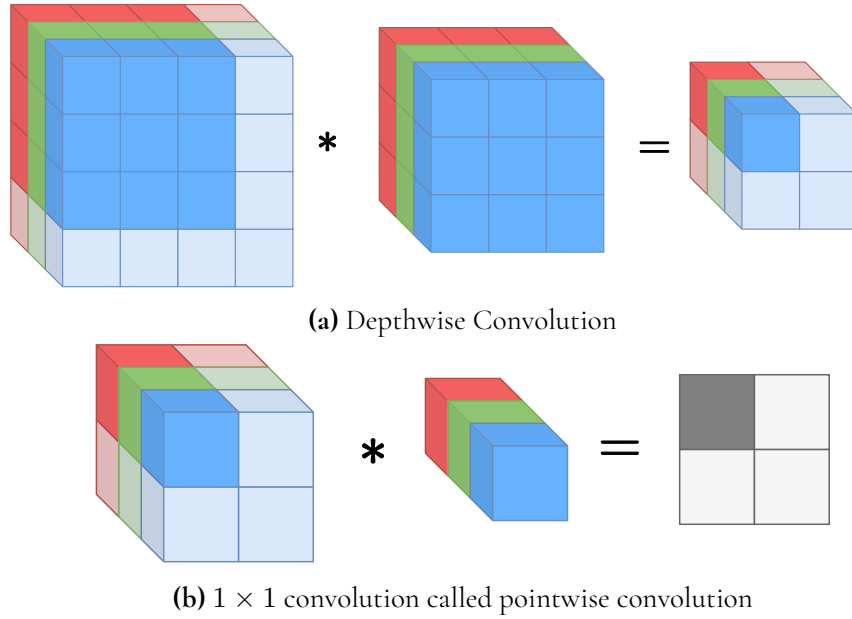 * =
(a) Depthwise Convolution
* =
(b) 1 × 1 convolution called pointwise convolution